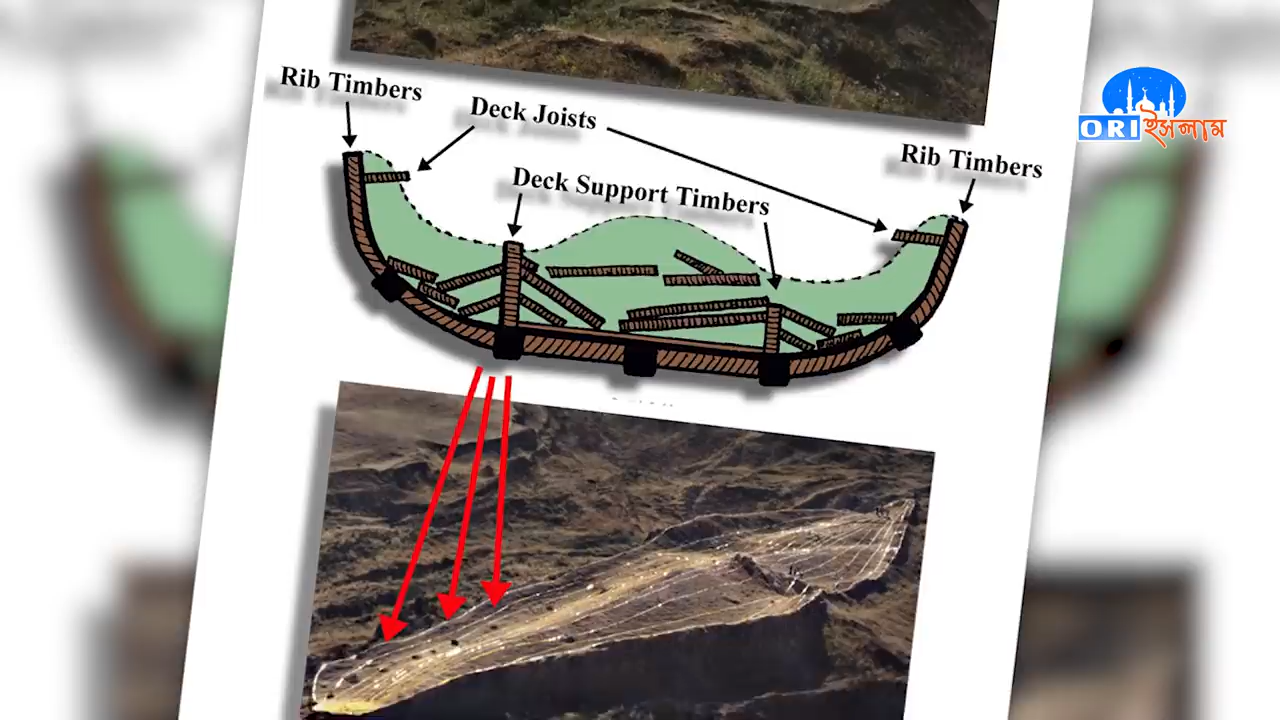 Rib Timbers
Deck Joists
Deck Support Timbers
Rib Timbers
ORI ইসলাম